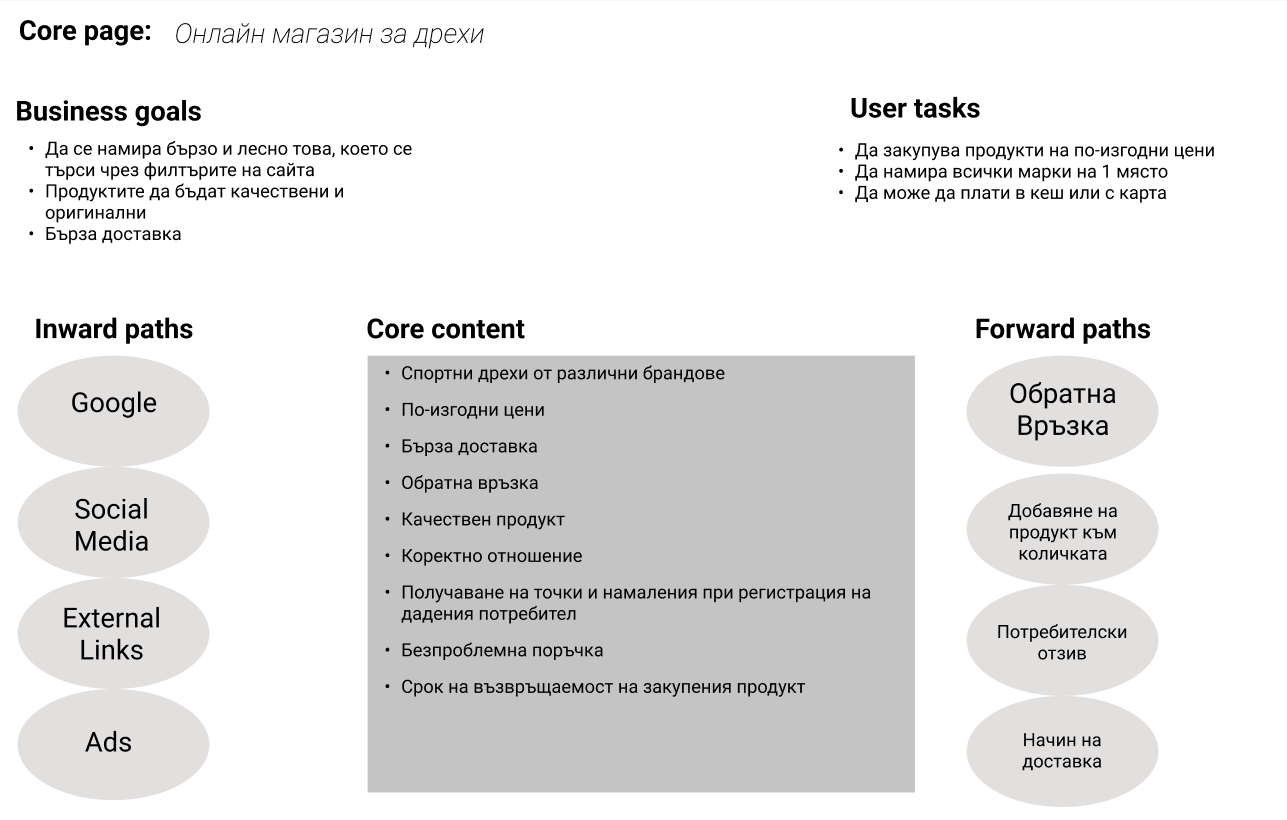 Core page: Онлайн магазин за дрехи
Business goals
• Да се намира бързо и лесно това, което се
търси чрез филтърите на сайта
• Продуктите да бъдат качествени и
оригинални
• Бърза доставка
User tasks
• Да закупува продукти на по-изгодни цени
• Да намира всички марки на 1 място
• Да може да плати в кеш или с карта
Inward paths
Google
Social
Media
External
Links
Ads
Core content
• Спортни дрехи от различни брандове
• По-изгодни цени
• Бърза доставка
• Обратна връзка
• Качествен продукт
• Коректно отношение
• Получаване на точки и намаления при регистрация на
дадения потребител
• Безпроблемна поръчка
• Срок на възвръщаемост на закупения продукт
Forward paths
Обратна
Връзка
Добавяне на
продукт към
количката
Потребителски
отзив
Начин на
доставка